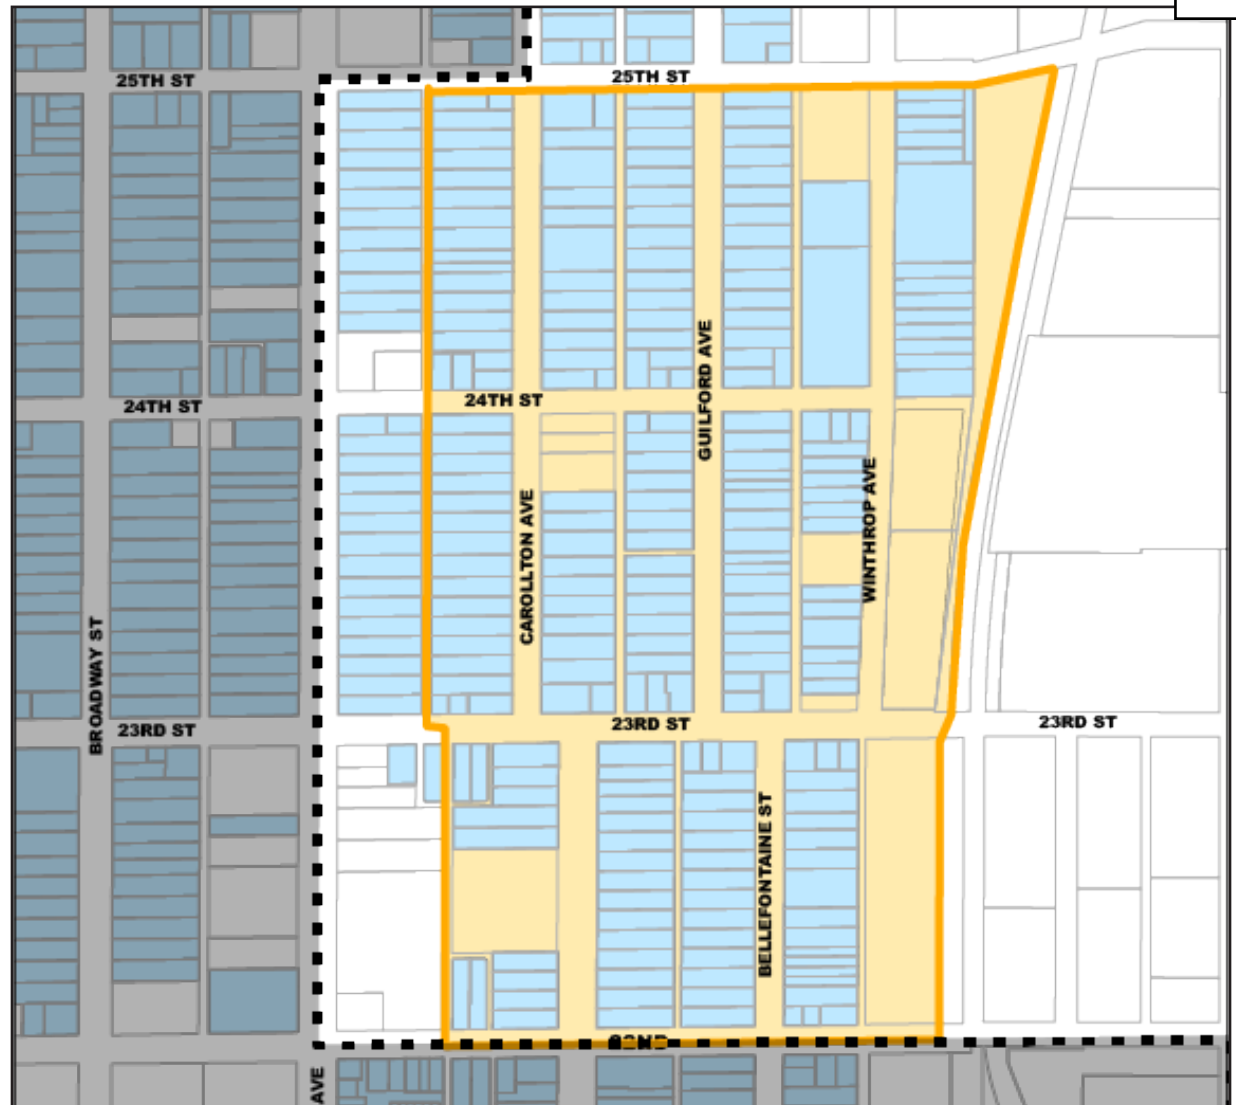 25TH ST
25TH ST
24TH ST
24TH ST
GUILFORD AVE
CAROLLTON AVE
WINTHROP AVE
BROADWAY ST
23RD ST
23RD ST
23RD ST
BELLEFONTAINE ST
22ND
AVE